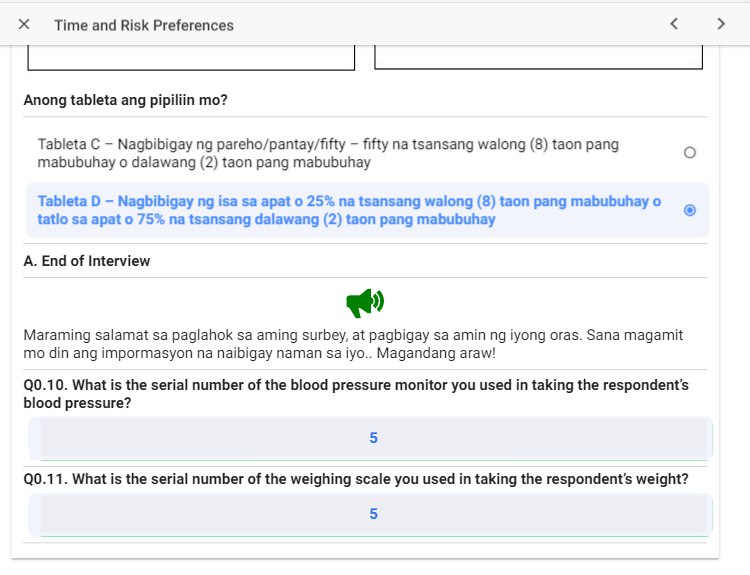 Time and Risk Preferences
Anong tableta ang pipiliin mo?
Tableta C – Nagbibigay ng pareho/pantay/fifty – fifty na tsansang walong (8) taon pang
mabubuhay o dalawang (2) taon pang mabubuhay
Tableta D – Nagbibigay ng isa sa apat o 25% na tsansang walong (8) taon pang mabubuhay o
tatlo sa apat o 75% na tsansang dalawang (2) taon pang mabubuhay
A. End of Interview
Maraming salamat sa paglahok sa aming surbey, at pagbigay sa amin ng iyong oras. Sana magamit
mo din ang impormasyon na naibigay naman sa iyo.. Magandang araw!
Q0.10. What is the serial number of the blood pressure monitor you used in taking the respondent's
blood pressure?
5
Q0.11. What is the serial number of the weighing scale you used in taking the respondent's weight?
5